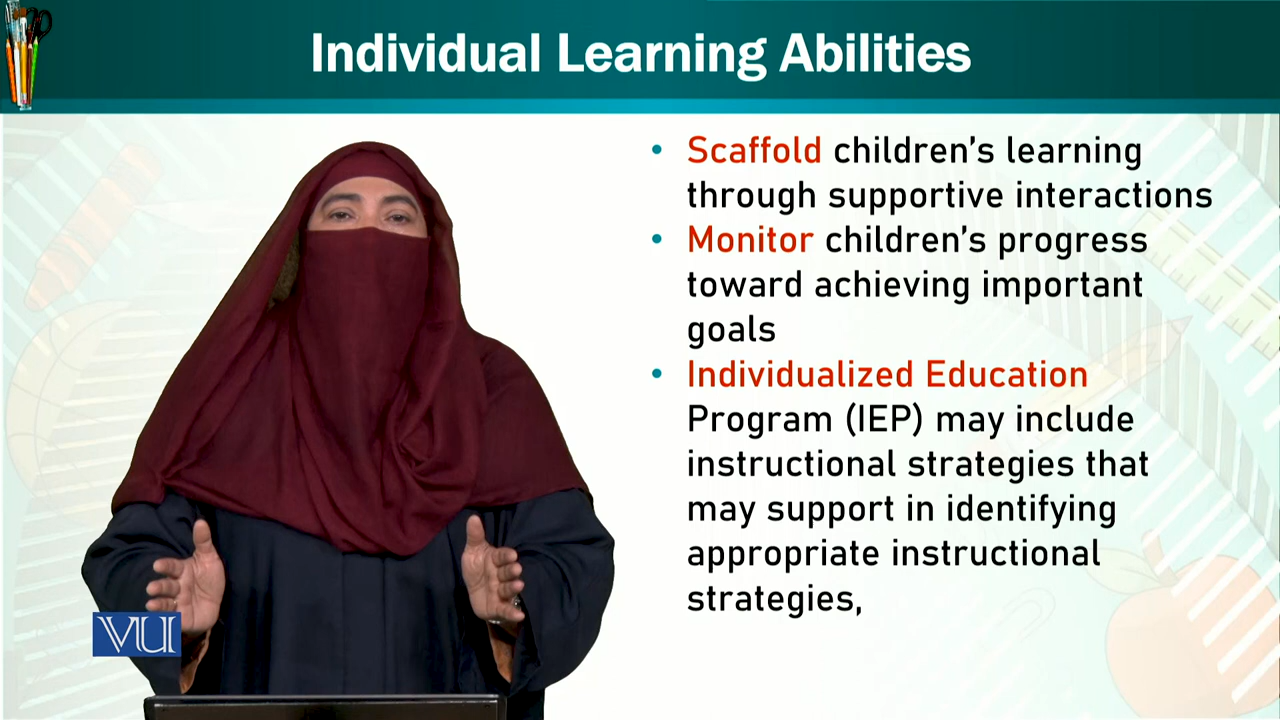 Individual Learning Abilities
• Scaffold children's learning
through supportive interactions
• Monitor children's progress
toward achieving important
goals
• Individualized Education
Program (IEP) may include
instructional strategies that
may support in identifying
appropriate instructional
strategies,
VU